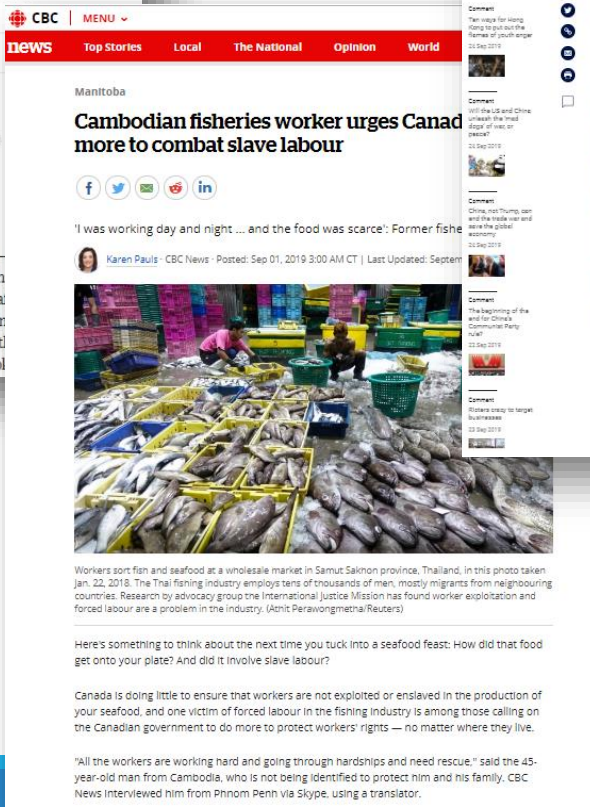 CBC
MENU
news
Top Stories
Local
The National
Opinion
World
Manitoba
Cambodian fisheries worker urges Canad
more to combat slave labour
f
in
'I was working day and night ... and the food was scarce': Former fishe
Karen Pauls · CBC News · Posted: Sep 01, 2019 3:00 AM CT | Last Updated: Septem
Workers sort fish and seafood at a wholesale market in Samut Sakhon province, Thailand, in this photo taken
Jan. 22, 2018. The Thai fishing industry employs tens of thousands of men, mostly migrants from neighbouring
countries. Research by advocacy group the International Justice Mission has found worker exploitation and
forced labour are a problem in the industry. (Athit Perawongmetha/Reuters)
Here's something to think about the next time you tuck into a seafood feast: How did that food
get onto your plate? And did it involve slave labour?
Canada is doing little to ensure that workers are not exploited or enslaved in the production of
your seafood, and one victim of forced labour in the fishing industry is among those calling on
the Canadian government to do more to protect workers' rights — no matter where they live.
"All the workers are working hard and going through hardships and need rescue," said the 45-
year-old man from Cambodia, who is not being identified to protect him and his family. CBC
News interviewed him from Phnom Penh via Skype, using a translator.
Comment
Ten ways for Hong
Kong to put out the
flames of youth anger
Sep 2019
Comment
Will the US and China
unleash the 'mad
dogs' of war, or
peace?
Sep 2019
Comment
China, not Trump, can
end the trade war and
save the global
economy
Sep 2019
Comment
The beginning of the
end for China's
Communist Party
rule?
Sep 2019
Comment
Rioters crazy to target
businesses
Sep 2019